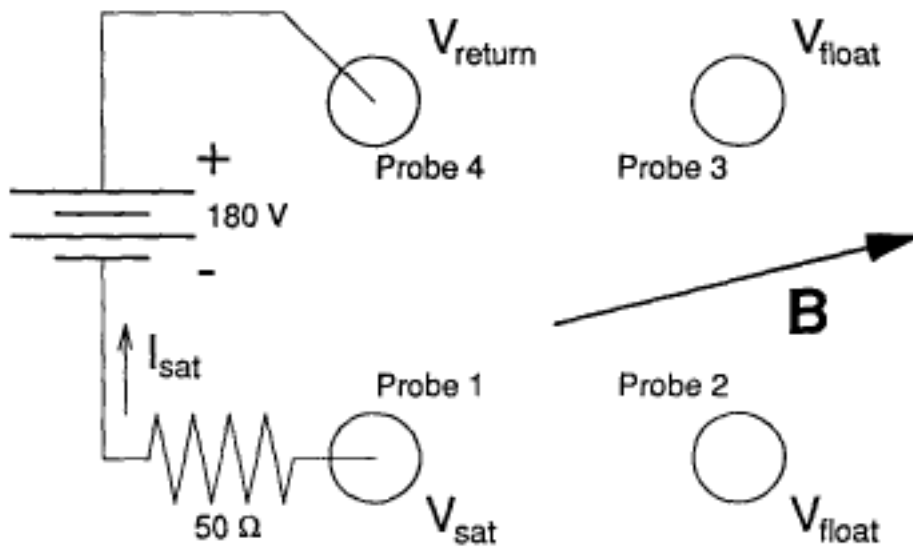 V_return
V_float
Probe 4
Probe 3
+
180 V
-
B
I_sat
Probe 1
Probe 2
50 Ω
V_sat
V_float